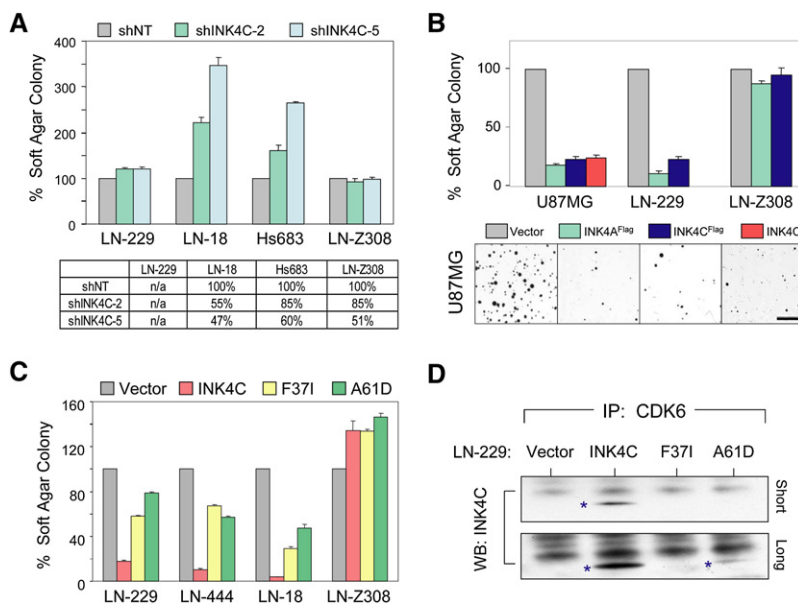 A
shNT shINK4C-2 shINK4C-5
% Soft Agar Colony
400
300
200
100
0
LN-229 LN-18 Hs683 LN-Z308
LN-229 LN-18 Hs683 LN-Z308
shNT n/a 100% 100% 100%
shINK4C-2 n/a 55% 85% 85%
shINK4C-5 n/a 47% 60% 51%
B
% Soft Agar Colony
100
50
0
U87MG LN-229 LN-Z308
Vector INK4A^Flag INK4C^Flag INK4C
U87MG
C
Vector INK4C F37I A61D
% Soft Agar Colony
160
120
80
40
0
LN-229 LN-444 LN-18 LN-Z308
D
IP: CDK6
LN-229: Vector INK4C F37I A61D
WB: INK4C
* Short
* * Long